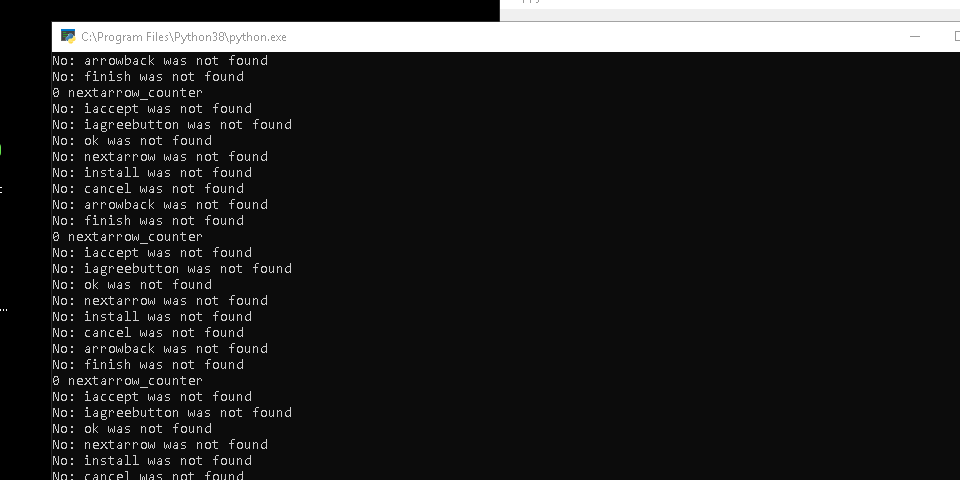 C:\Program Files\Python38\python.exe
No: arrowback was not found
No: finish was not found
0 nextarrow_counter
No: iaccept was not found
No: iagreebutton was not found
No: ok was not found
No: nextarrow was not found
No: install was not found
No: cancel was not found
No: arrowback was not found
No: finish was not found
0 nextarrow_counter
No: iaccept was not found
No: iagreebutton was not found
No: ok was not found
No: nextarrow was not found
No: install was not found
No: cancel was not found
No: arrowback was not found
No: finish was not found
0 nextarrow_counter
No: iaccept was not found
No: iagreebutton was not found
No: ok was not found
No: nextarrow was not found
No: install was not found
No: cancel was not found